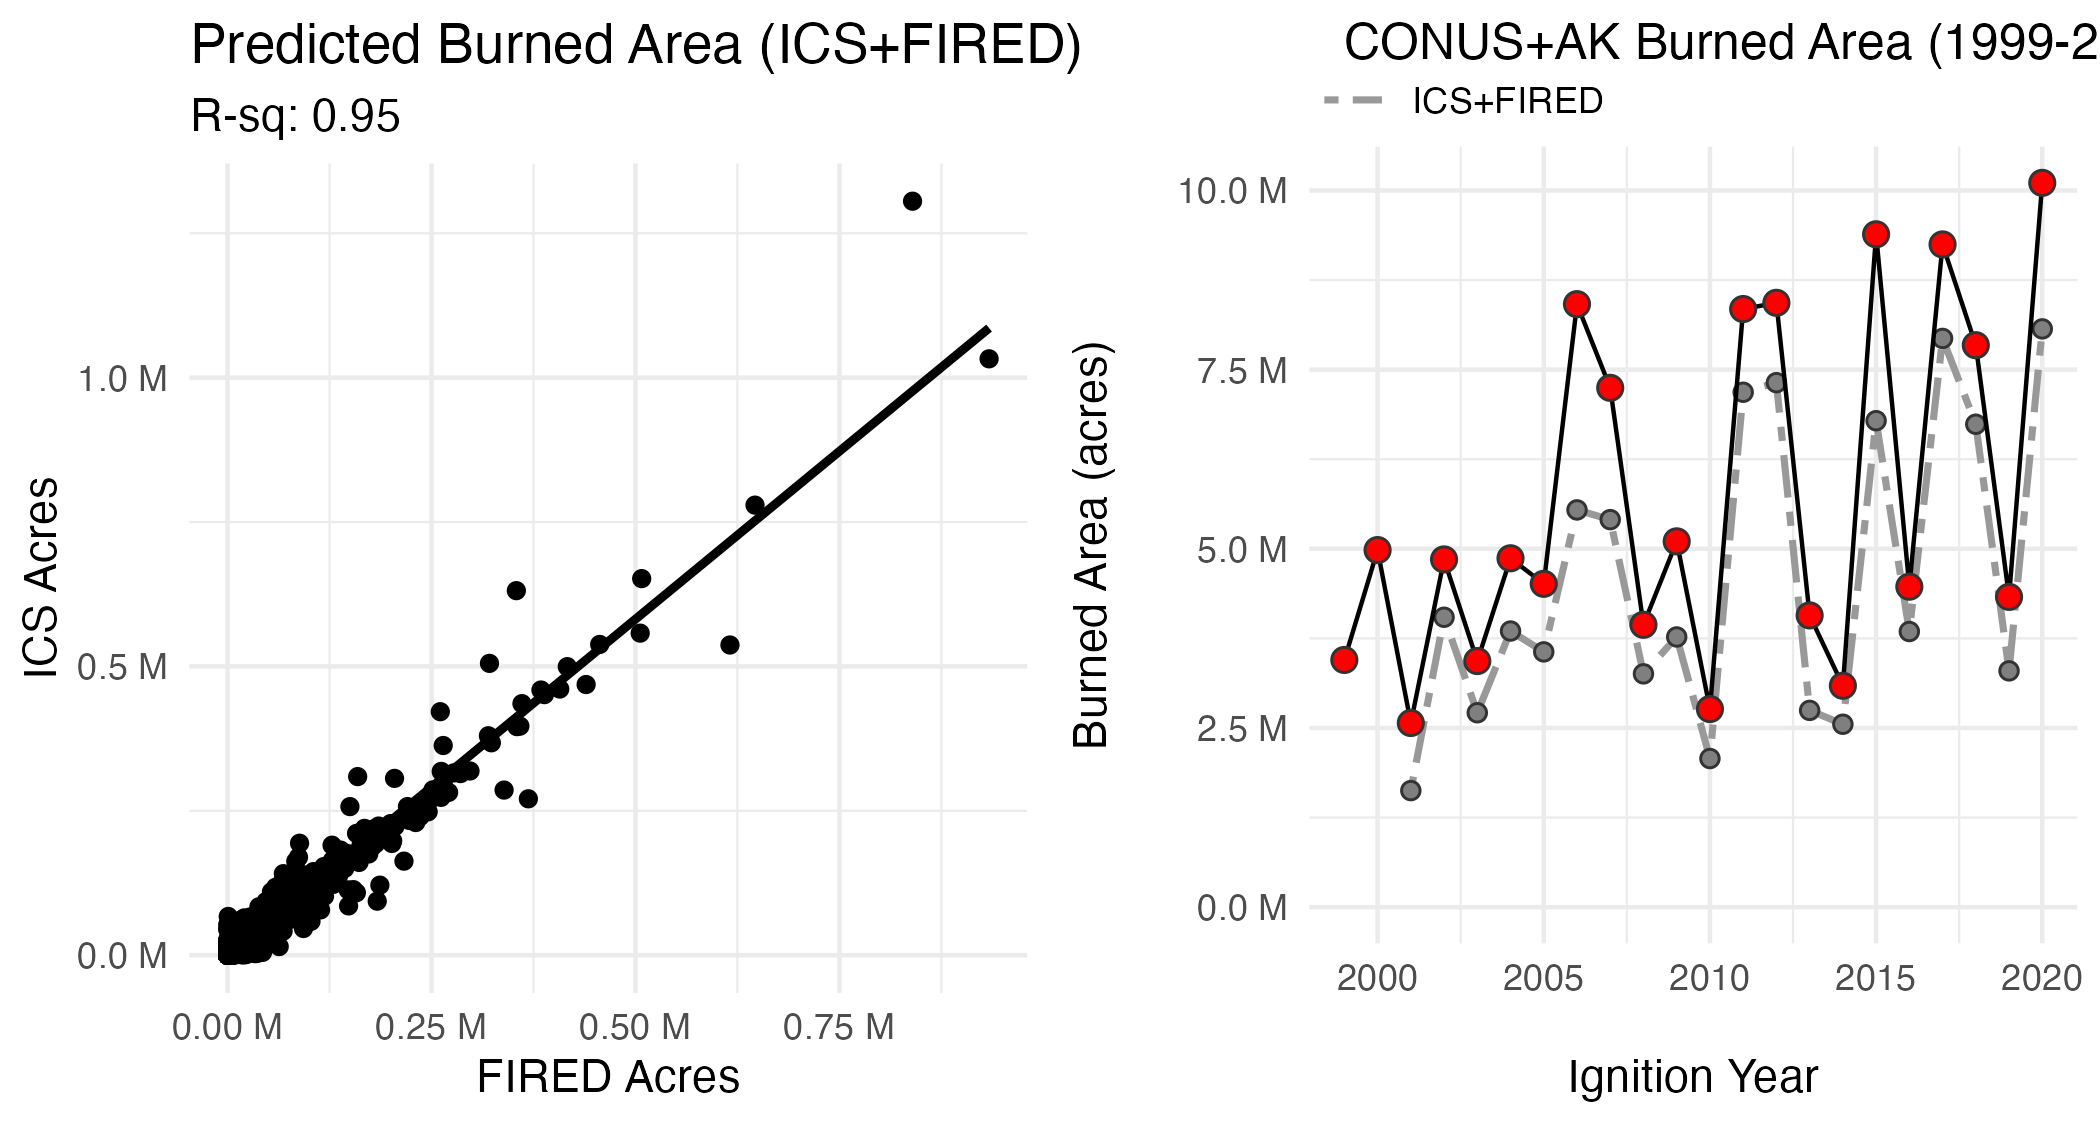 Predicted Burned Area (ICS+FIRED)
R-sq: 0.95
ICS Acres
1.0 M
0.5 M
0.0 M
0.00 M
0.25 M
0.50 M
0.75 M
FIRED Acres
CONUS+AK Burned Area (1999-2
ICS+FIRED
Burned Area (acres)
10.0 M
7.5 M
5.0 M
2.5 M
0.0 M
2000
2005
2010
2015
2020
Ignition Year